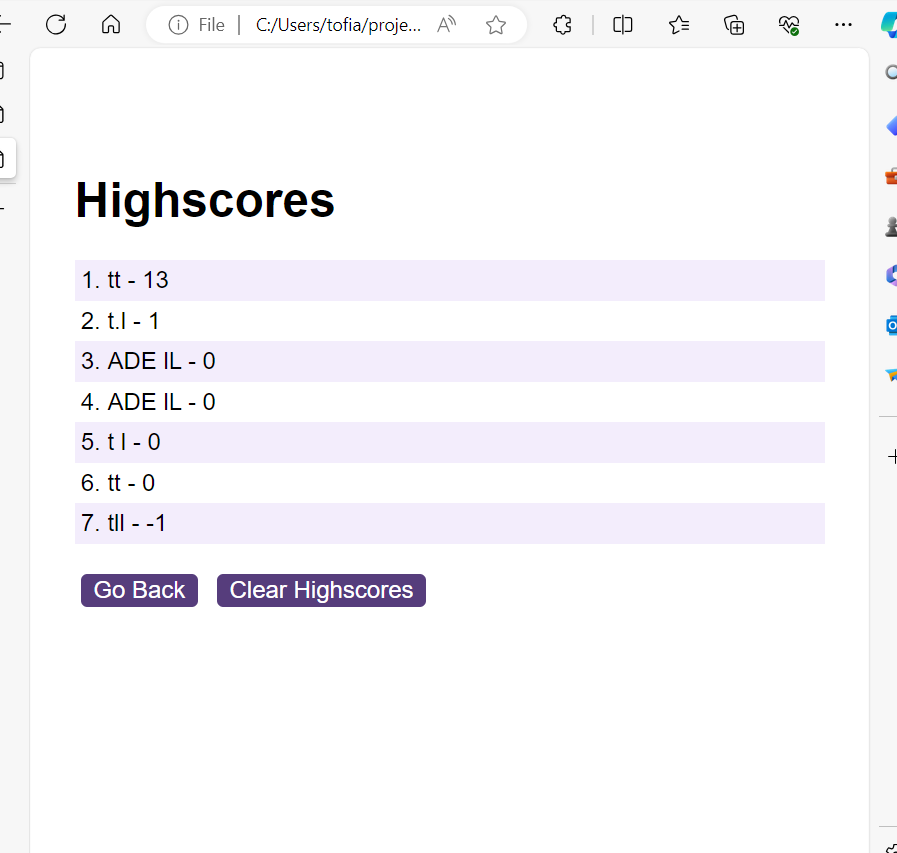 File C:/Users/tofia/proje...
Highscores
1. tt - 13
2. t.l - 1
3. ADE IL - 0
4. ADE IL - 0
5. t l - 0
6. tt - 0
7. tll - -1
Go Back Clear Highscores